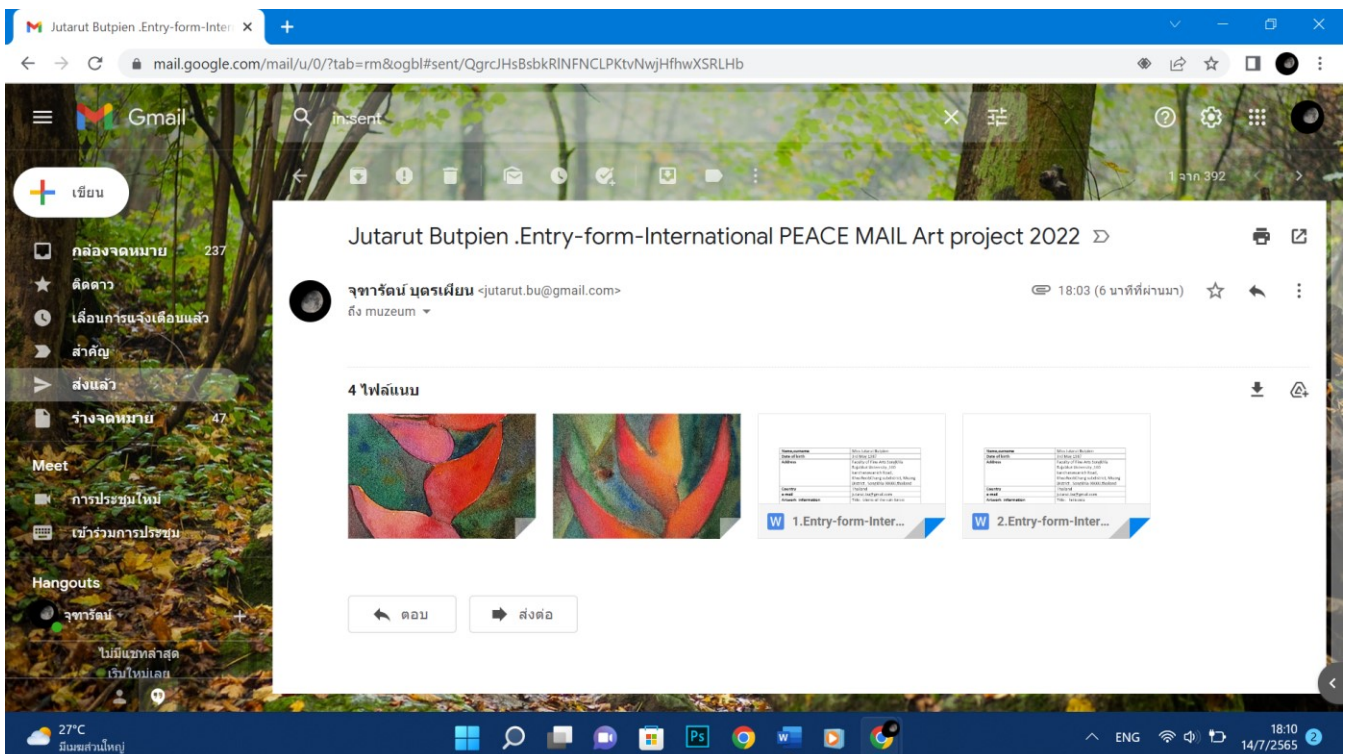 Jutarut Butpien .Entry-form-Inter
mail.google.com/mail/u/0/?tab=rm&ogbl#sent/QgrcJHsBsbkRlNFNCLPKtvNwjHfhwXSRLHb
Gmail
in:sent
เขียน
1 จาก 392
กล่องจดหมาย 237
ติดดาว
เลื่อนการแจ้งเตือนแล้ว
สำคัญ
ส่งแล้ว
ร่างจดหมาย 47
Meet
การประชุมใหม่
เข้าร่วมการประชุม
Hangouts
จุฑารัตน์
ไม่มีแชทล่าสุด
เริ่มใหม่เลย
Jutarut Butpien .Entry-form-International PEACE MAIL Art project 2022
จุฑารัตน์ บุตรเผียน <jutarut.bu@gmail.com>
18:03 (6 นาทีที่ผ่านมา)
ถึง muzeum
4 ไฟล์แนบ
W 1.Entry-form-Inter...
W 2.Entry-form-Inter...
ตอบ
ส่งต่อ
27°C
มีเมฆส่วนใหญ่
Ps
ENG
18:10
14/7/2565
2